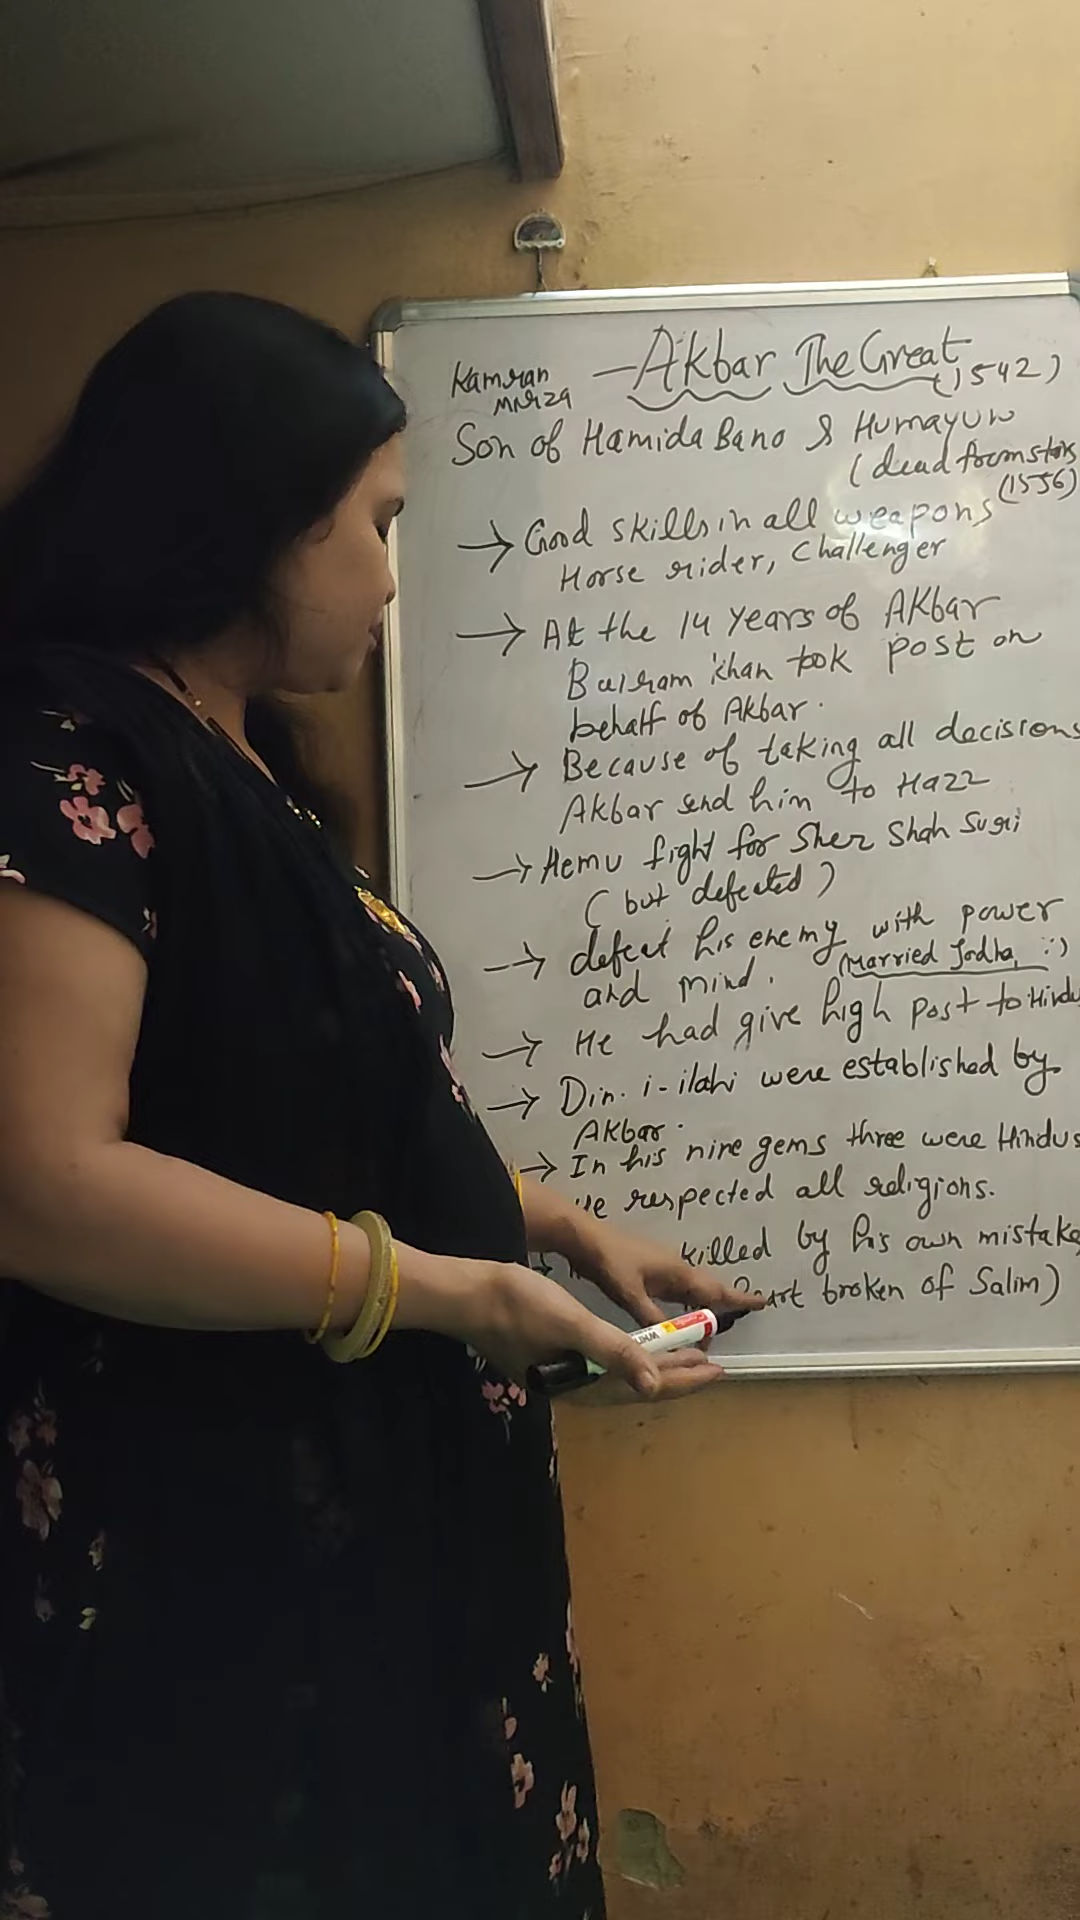 Kamran
Mirza
— Akbar The Great
(1542)
Son of Hamida Bano & Humayun
(dead from stairs
(1556)
→ Good skills in all weapons
Horse rider, Challenger
→ At the 14 years of Akbar
Bairam khan took post on
behalf of Akbar.
→ Because of taking all decisions
Akbar send him to Hazz
→ Hemu fight for Sher Shah Suri
(but defeated)
→ defeat his enemy with power
and mind.
(Married Jodha :)
→ He had give high post to Hindu
→ Din-i-ilahi were established by
Akbar.
→ In his nine gems three were Hindus
respected all religions.
killed by his own mistake
broken of Salim)